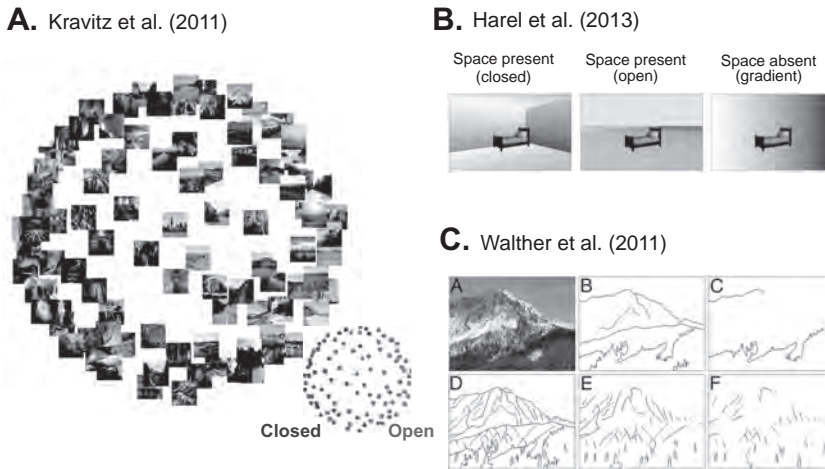 A. Kravitz et al. (2011)
Closed
Open
B. Harel et al. (2013)
Space present
(closed)
Space present
(open)
Space absent
(gradient)
C. Walther et al. (2011)
A
B
C
D
E
F